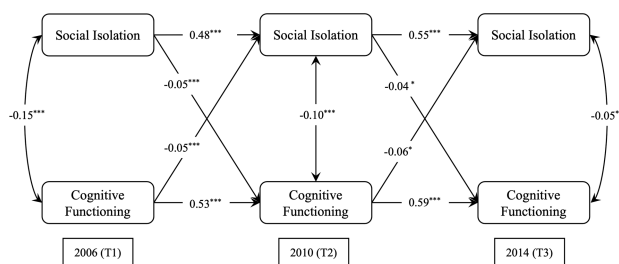 Social Isolation
0.48***
Social Isolation
0.55***
Social Isolation
-0.05***
-0.04 *
-0.15***
-0.10***
-0.05*
-0.05***
-0.06*
Cognitive
Functioning
0.53***
Cognitive
Functioning
0.59***
Cognitive
Functioning
2006 (T1)
2010 (T2)
2014 (T3)